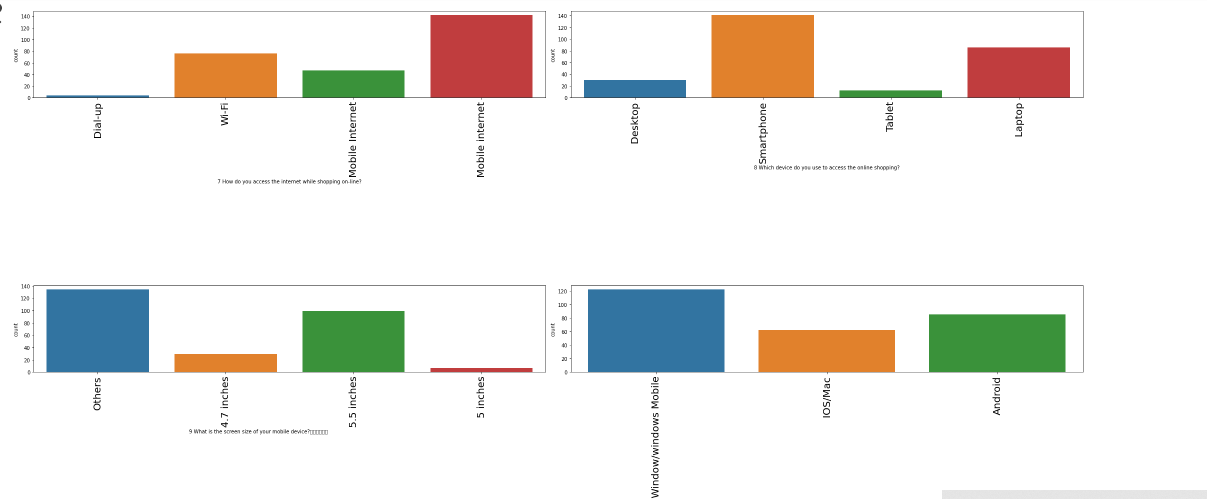 140
120
100
80
60
40
20
0
count
Dial-up
Wi-Fi
Mobile Internet
Mobile internet
7 How do you access the internet while shopping on-line?
140
120
100
80
60
40
20
0
count
Desktop
Smartphone
Tablet
Laptop
8 Which device do you use to access the online shopping?
140
120
100
80
60
40
20
0
count
Others
4.7 inches
5.5 inches
5 inches
9 What is the screen size of your mobile device?
120
100
80
60
40
20
0
count
Window/windows Mobile
IOS/Mac
Android